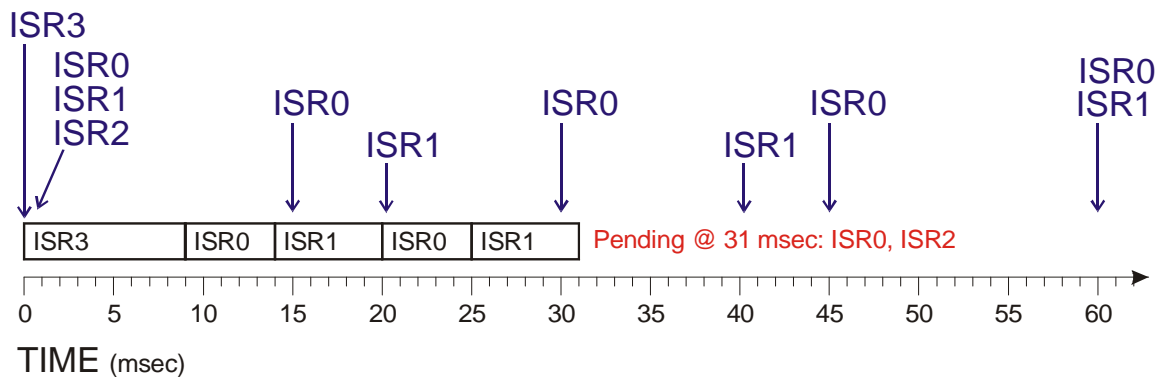 ISR3
ISR0
ISR1
ISR2
ISR0
ISR1
ISR0
ISR1
ISR0
ISR0
ISR1
ISR3 ISR0 ISR1 ISR0 ISR1 Pending @ 31 msec: ISR0, ISR2
0 5 10 15 20 25 30 35 40 45 50 55 60
TIME (msec)